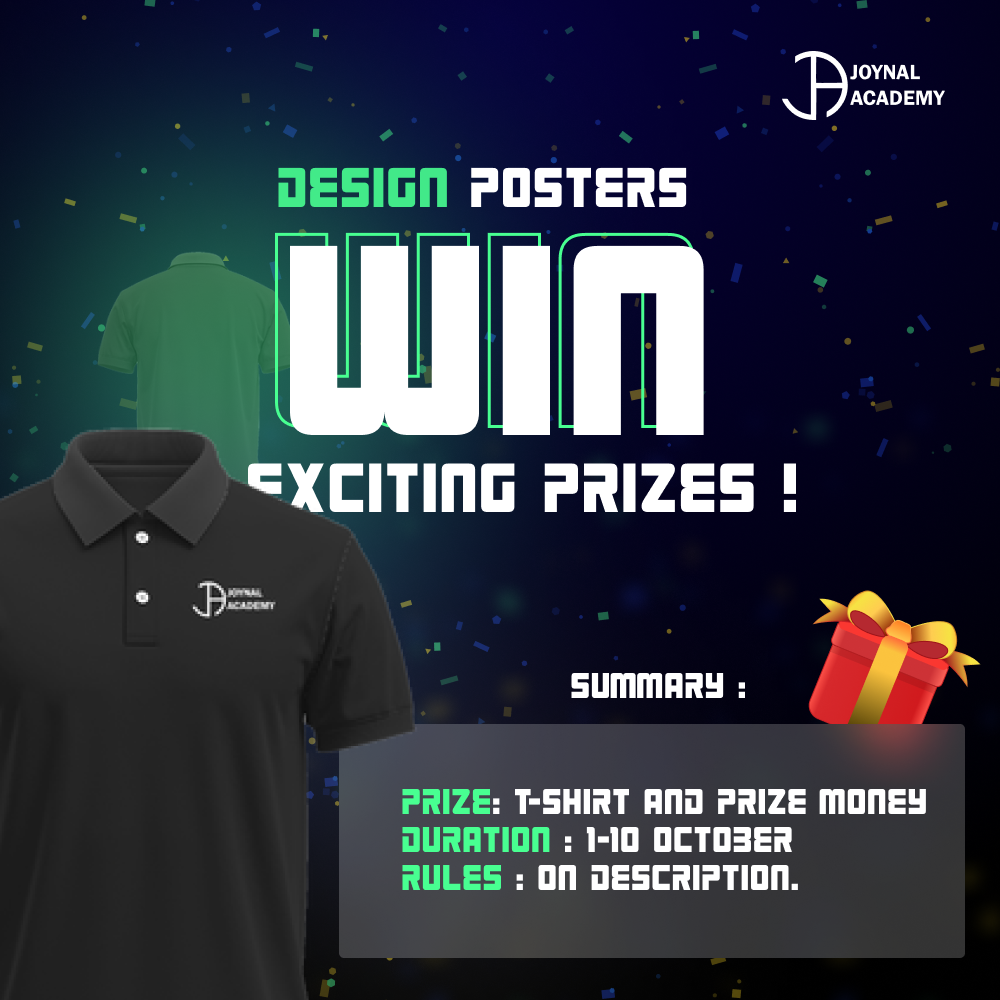 JOYNAL
ACADEMY
DESIGN POSTERS
WIN
EXCITING PRIZES !
JOYNAL
ACADEMY
SUMMARY :
PRIZE: T-SHIRT AND PRIZE MONEY
DURATION : 1-10 OCTOBER
RULES : ON DESCRIPTION.